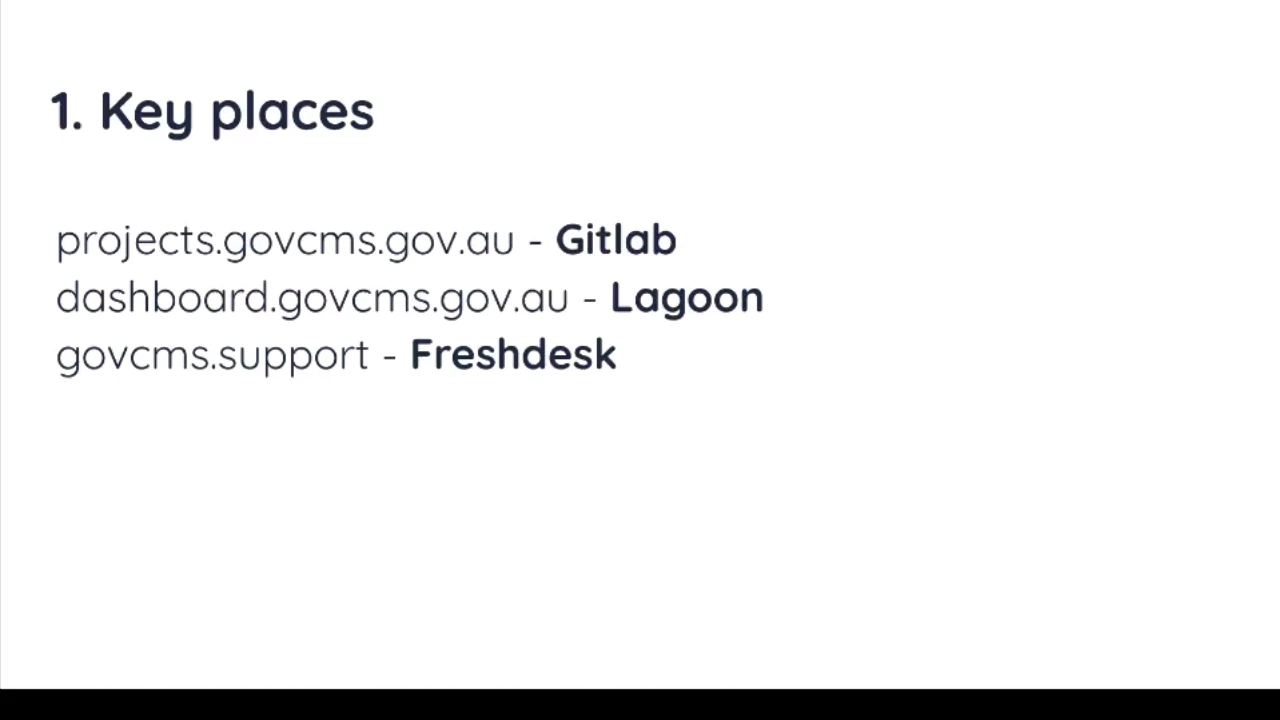 1. Key places
projects.govcms.gov.au - Gitlab
dashboard.govcms.gov.au - Lagoon
govcms.support - Freshdesk